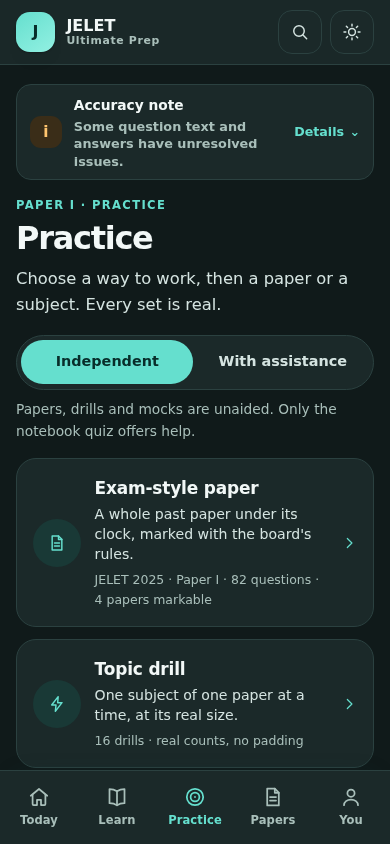 J
JELET
Ultimate Prep
i
Accuracy note
Some question text and
answers have unresolved
issues.
Details
PAPER I · PRACTICE
Practice
Choose a way to work, then a paper or a
subject. Every set is real.
Independent
With assistance
Papers, drills and mocks are unaided. Only the
notebook quiz offers help.
Exam-style paper
A whole past paper under its
clock, marked with the board's
rules.
JELET 2025 · Paper I · 82 questions ·
4 papers markable
Topic drill
One subject of one paper at a
time, at its real size.
16 drills · real counts, no padding
Today
Learn
Practice
Papers
You